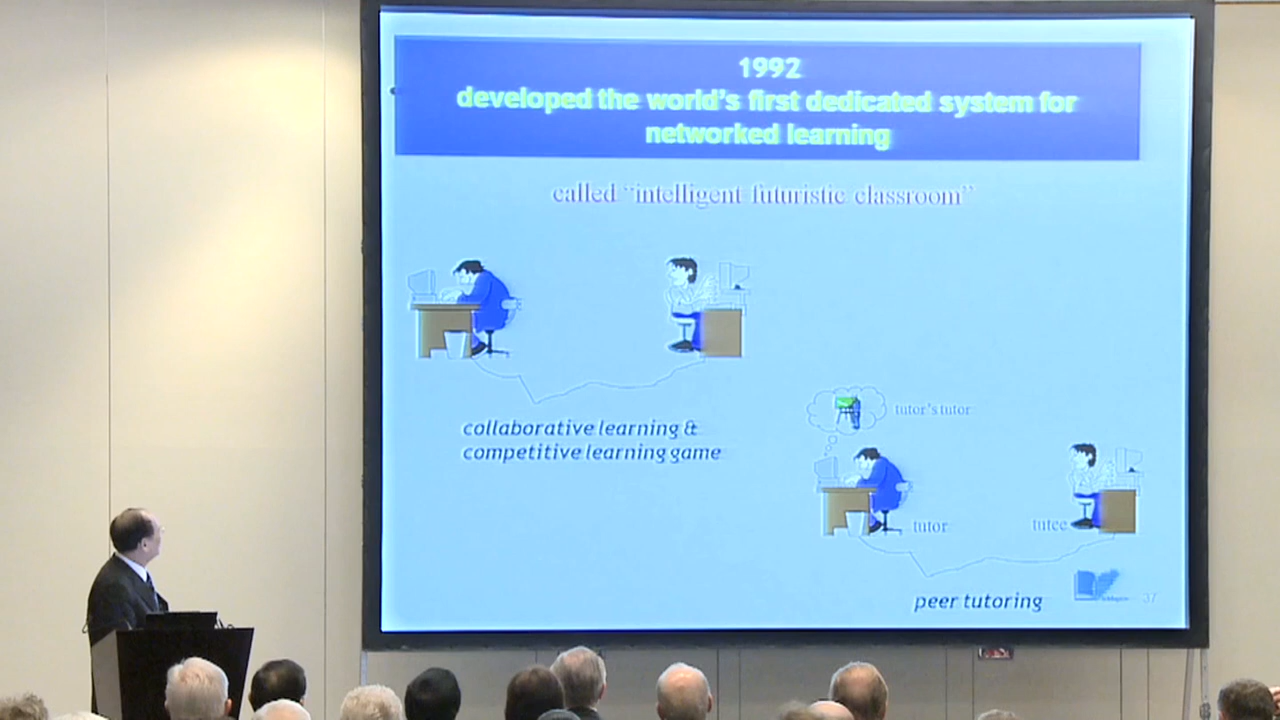 1992
developed the world's first dedicated system for
networked learning
called "intelligent futuristic classroom"
collaborative learning &
competitive learning game
tutor's tutor
tutor
tutee
peer tutoring
37